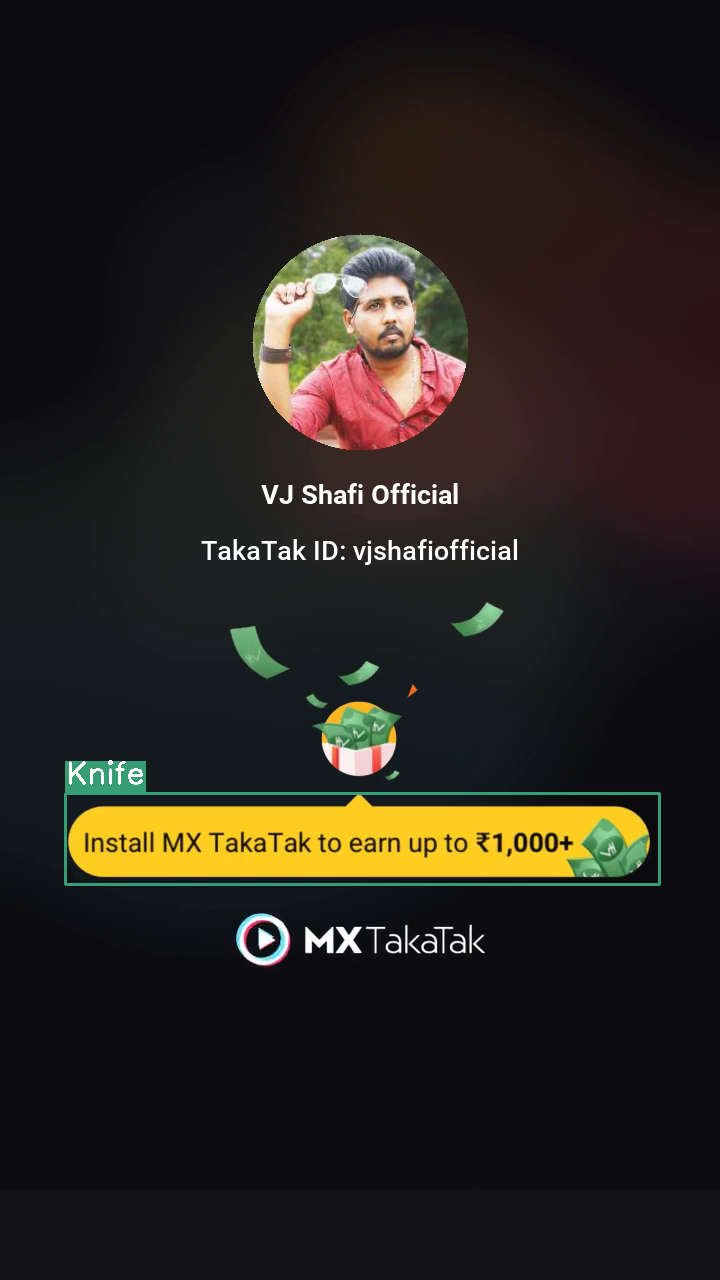 VJ Shafi Official
TakaTak ID: vjshafiofficial
Knife
Install MX TakaTak to earn up to ₹1,000+
MX TakaTak